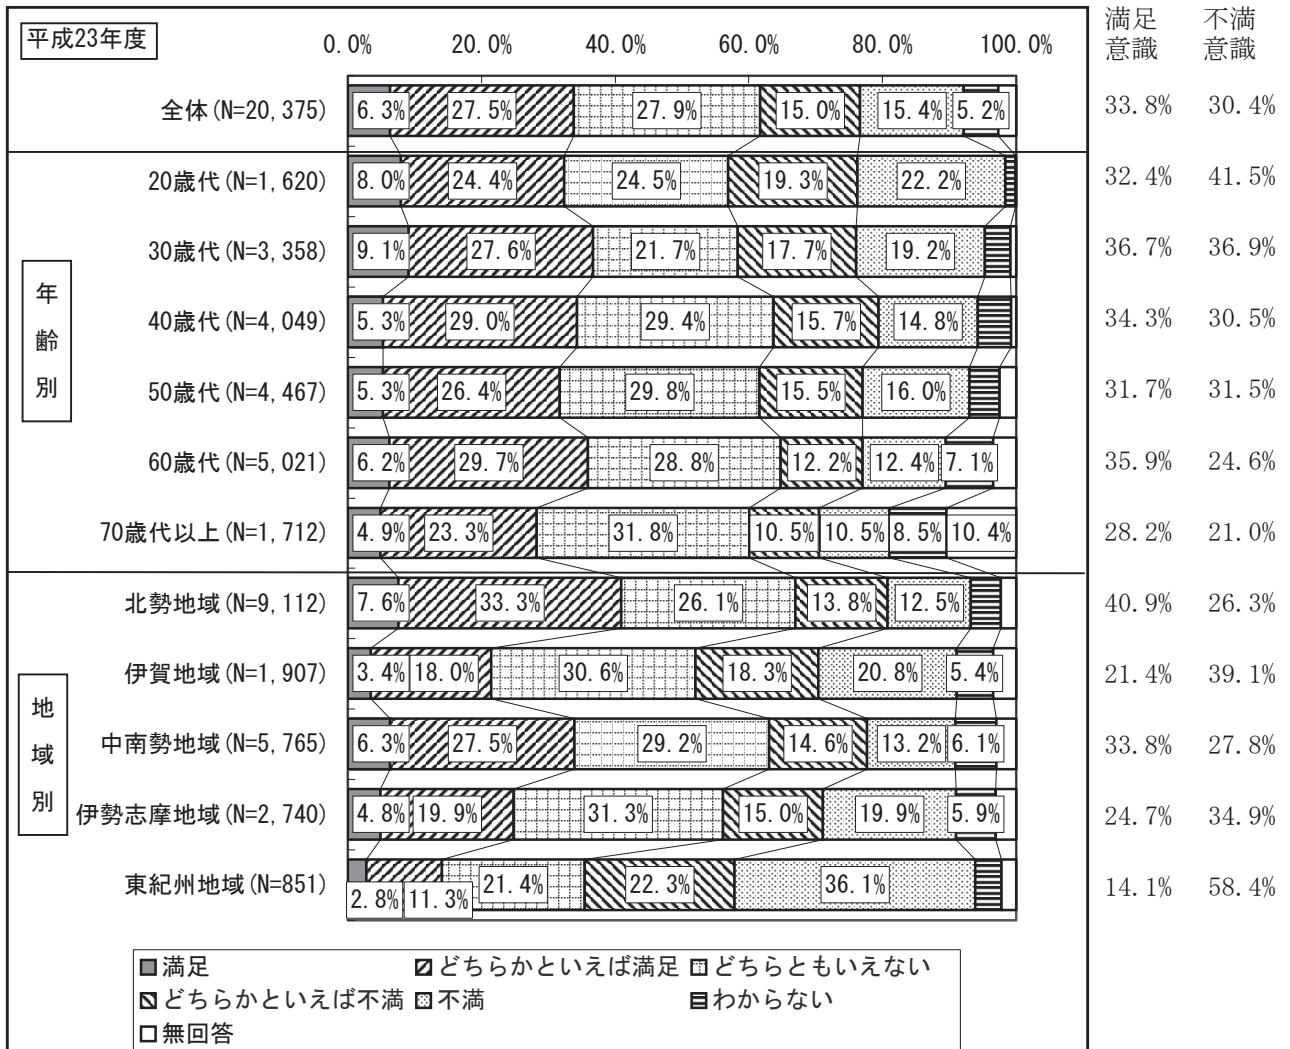 平成23年度
0.0% 20.0% 40.0% 60.0% 80.0% 100.0%
満足意識 不満意識
全体(N=20,375) 6.3% 27.5% 27.9% 15.0% 15.4% 5.2% 33.8% 30.4%
年齢別
20歳代(N=1,620) 8.0% 24.4% 24.5% 19.3% 22.2% 32.4% 41.5%
30歳代(N=3,358) 9.1% 27.6% 21.7% 17.7% 19.2% 36.7% 36.9%
40歳代(N=4,049) 5.3% 29.0% 29.4% 15.7% 14.8% 34.3% 30.5%
50歳代(N=4,467) 5.3% 26.4% 29.8% 15.5% 16.0% 31.7% 31.5%
60歳代(N=5,021) 6.2% 29.7% 28.8% 12.2% 12.4% 7.1% 35.9% 24.6%
70歳代以上(N=1,712) 4.9% 23.3% 31.8% 10.5% 10.5% 8.5% 10.4% 28.2% 21.0%
地域別
北勢地域(N=9,112) 7.6% 33.3% 26.1% 13.8% 12.5% 40.9% 26.3%
伊賀地域(N=1,907) 3.4% 18.0% 30.6% 18.3% 20.8% 5.4% 21.4% 39.1%
中南勢地域(N=5,765) 6.3% 27.5% 29.2% 14.6% 13.2% 6.1% 33.8% 27.8%
伊勢志摩地域(N=2,740) 4.8% 19.9% 31.3% 15.0% 19.9% 5.9% 24.7% 34.9%
東紀州地域(N=851) 2.8% 11.3% 21.4% 22.3% 36.1% 14.1% 58.4%
満足 どちらかといえば満足 どちらともいえない
どちらかといえば不満 不満 わからない
無回答